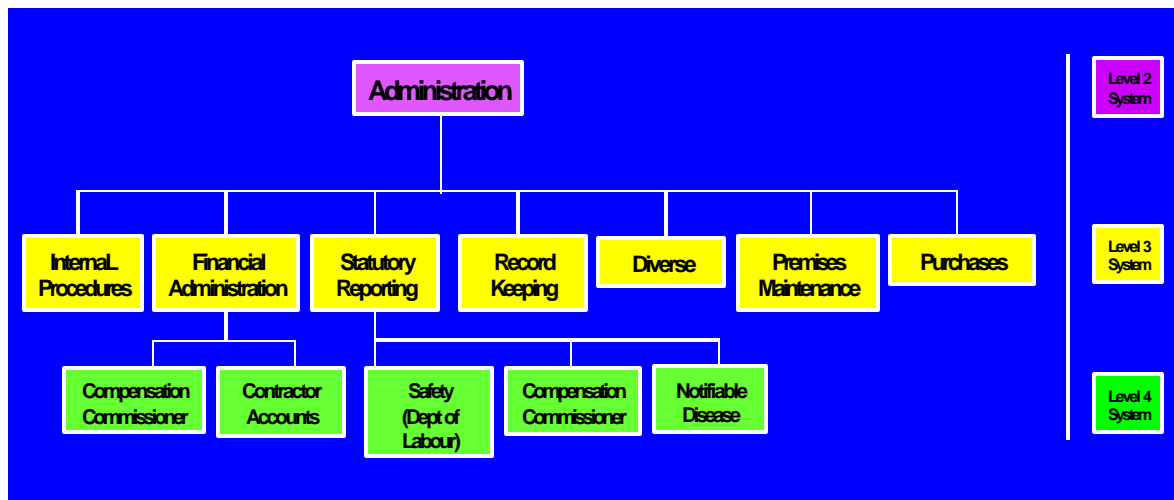 Administration
Level 2
System
InternaL
Procedures
Financial
Administration
Statutory
Reporting
Record
Keeping
Diverse
Premises
Maintenance
Purchases
Level 3
System
Compensation
Commissioner
Contractor
Accounts
Safety
(Dept of
Labour)
Compensation
Commissioner
Notifiable
Disease
Level 4
System